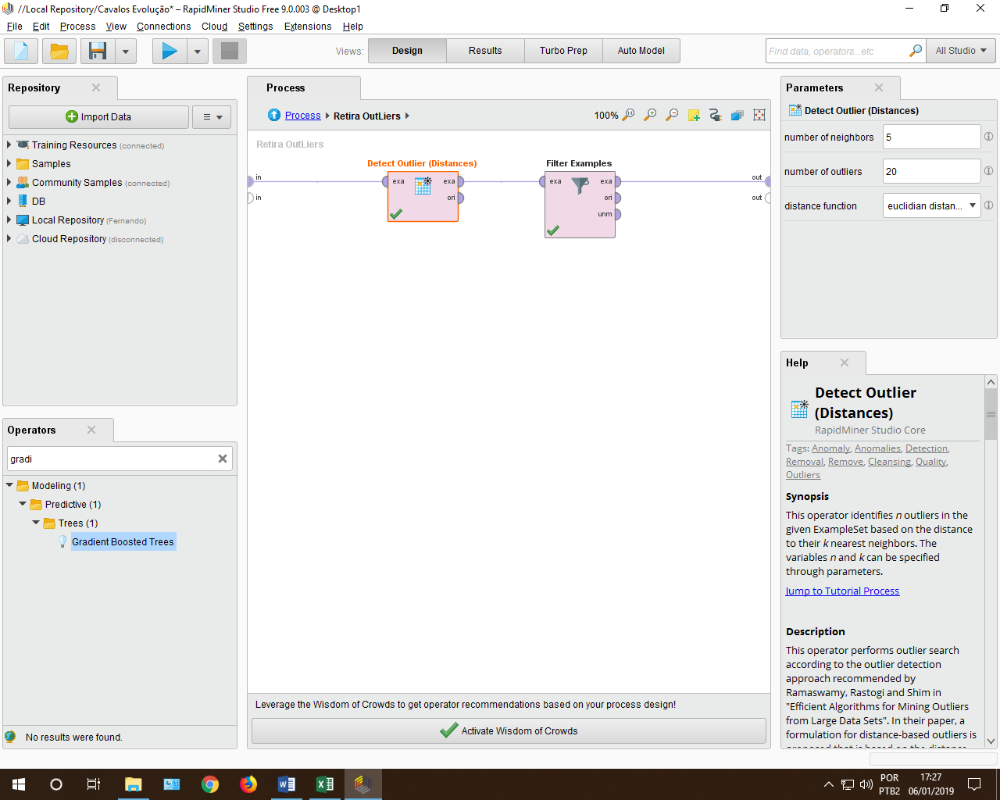 //Local Repository/Cavalos Evolução* – RapidMiner Studio Free 9.0.003 @ Desktop1
File Edit Process View Connections Cloud Settings Extensions Help
Views: Design Results Turbo Prep Auto Model
Find data, operators...etc
All Studio
Repository
Import Data
Training Resources (connected)
Samples
Community Samples (connected)
DB
Local Repository (Fernando)
Cloud Repository (disconnected)
Operators
gradi
Modeling (1)
Predictive (1)
Trees (1)
Gradient Boosted Trees
No results were found.
Process
Process Retira OutLiers
100%
Retira OutLiers
Detect Outlier (Distances)
Filter Examples
in
in
exa
exa
ori
exa
exa
ori
unm
out
out
Leverage the Wisdom of Crowds to get operator recommendations based on your process design!
Activate Wisdom of Crowds
Parameters
Detect Outlier (Distances)
number of neighbors 5
number of outliers 20
distance function euclidian distan...
Help
Detect Outlier
(Distances)
RapidMiner Studio Core
Tags: Anomaly, Anomalies, Detection,
Removal, Remove, Cleansing, Quality,
Outliers
Synopsis
This operator identifies n outliers in the
given ExampleSet based on the distance
to their k nearest neighbors. The
variables n and k can be specified
through parameters.
Jump to Tutorial Process
Description
This operator performs outlier search
according to the outlier detection
approach recommended by
Ramaswamy, Rastogi and Shim in
"Efficient Algorithms for Mining Outliers
from Large Data Sets". In their paper, a
formulation for distance-based outliers is
proposed that is based on the distance
POR
PTB2
17:27
06/01/2019